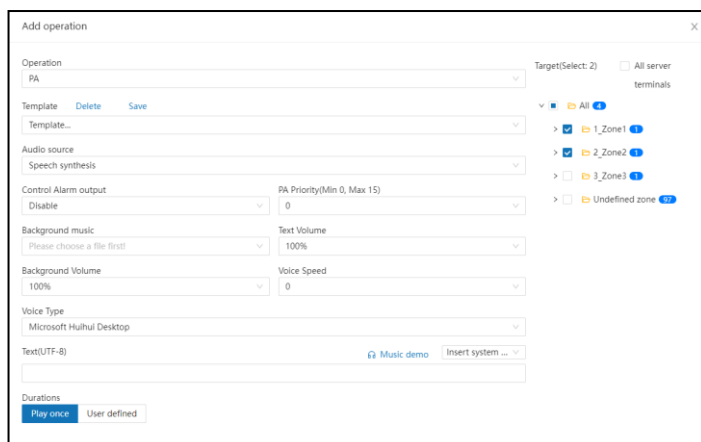 Add operation
Operation
PA
Template Delete Save
Template...
Audio source
Speech synthesis
Control Alarm output
Disable
PA Priority(Min 0, Max 15)
0
Background music
Please choose a file first!
Text Volume
100%
Background Volume
100%
Voice Speed
0
Voice Type
Microsoft Huihui Desktop
Text(UTF-8)
Music demo
Insert system ...
Durations
Play once
User defined
Target(Select: 2)
All server
terminals
All 4
1_Zone1 1
2_Zone2 1
3_Zone3 1
Undefined zone 97